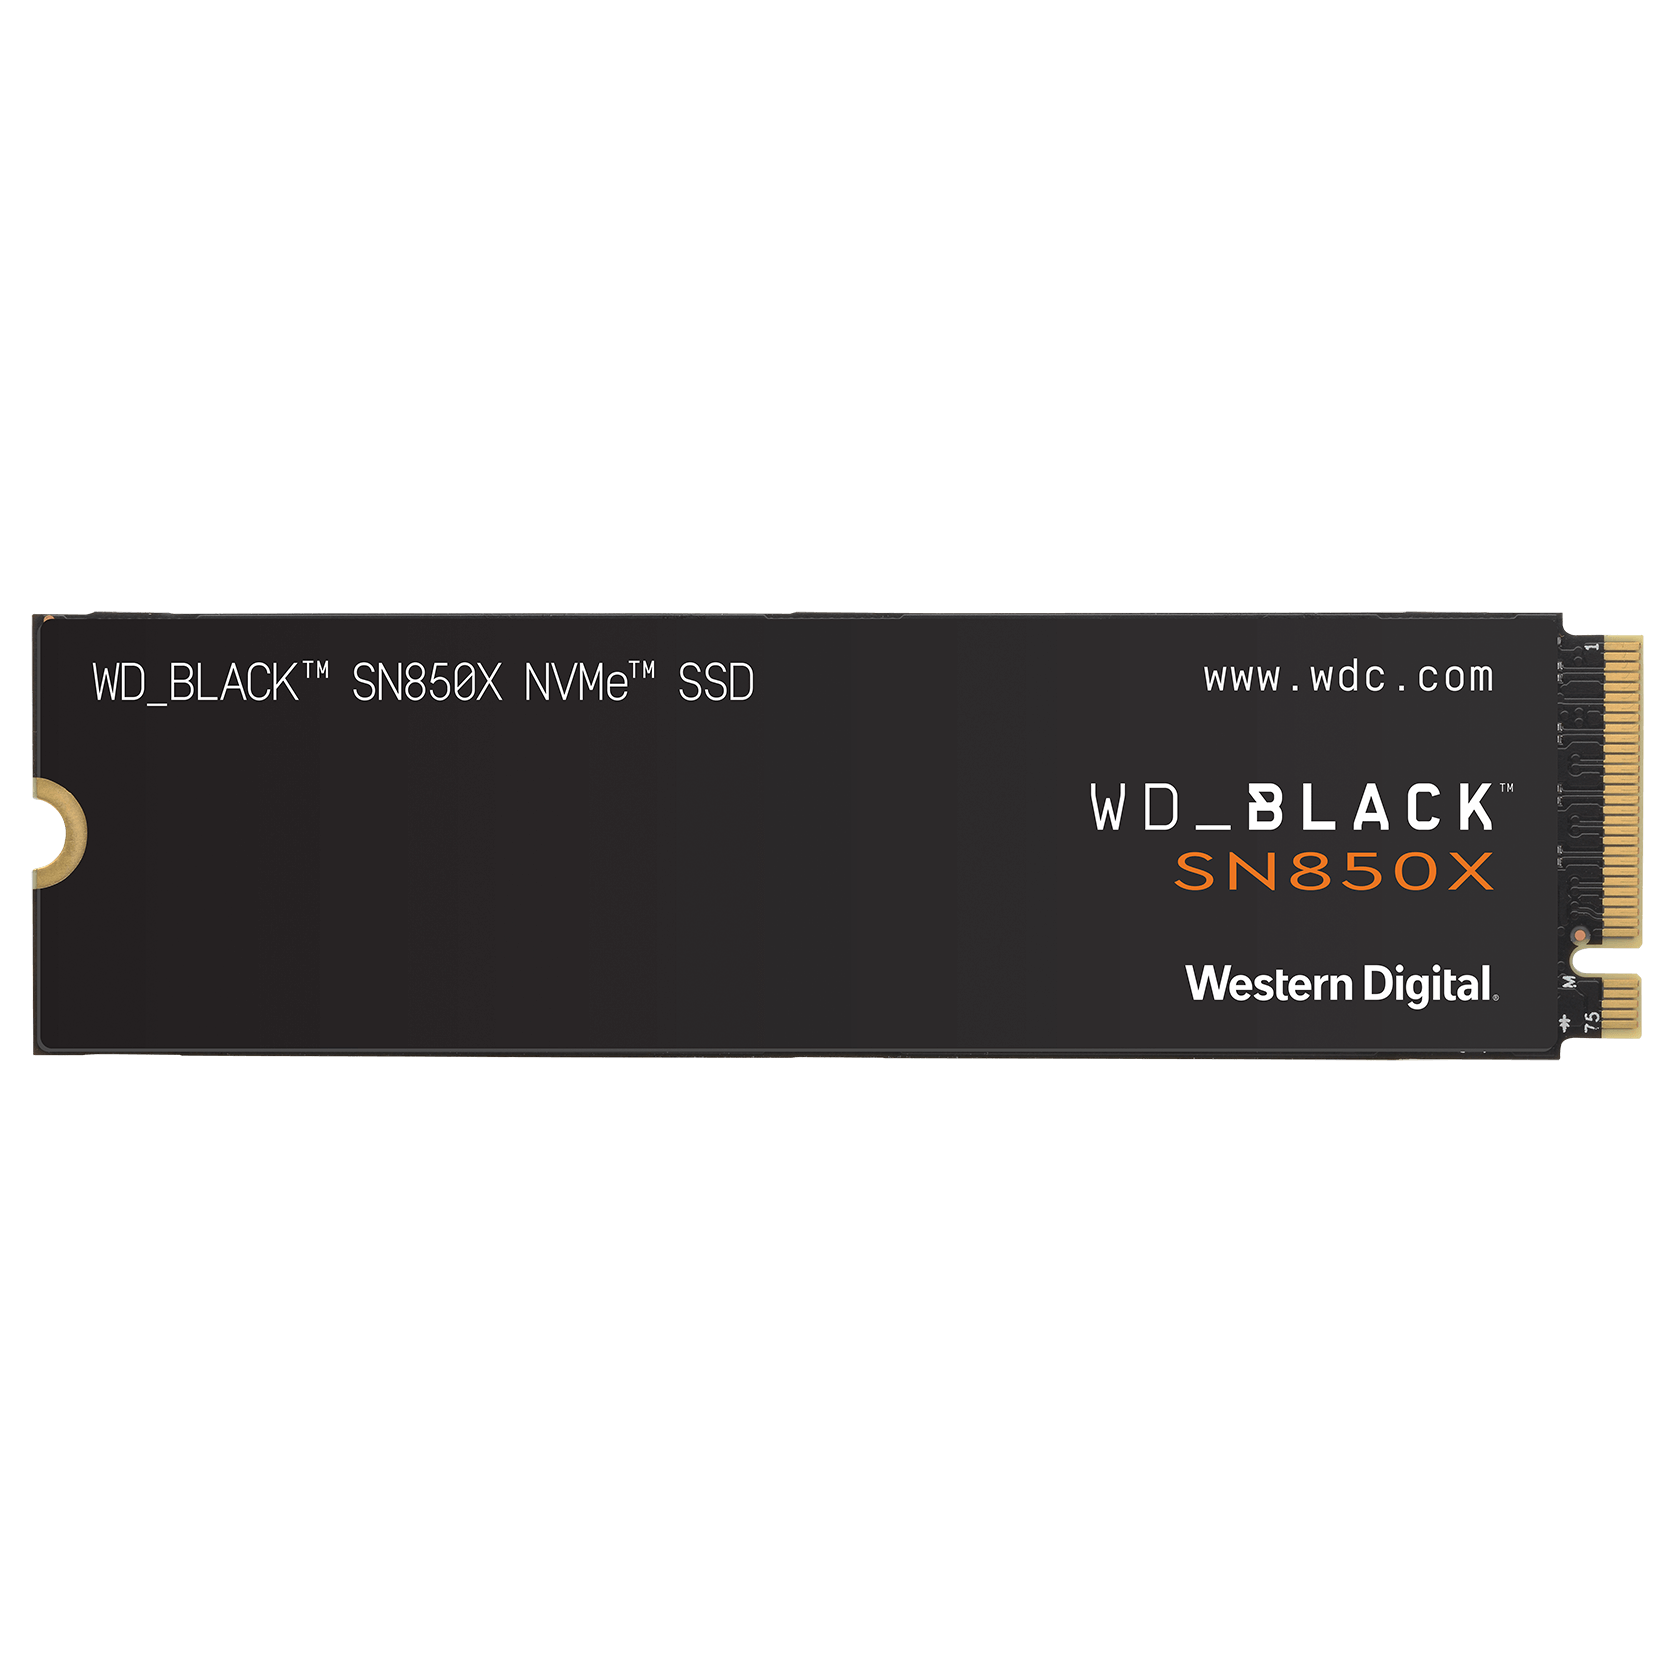 WD_BLACK™ SN850X NVMe™ SSD
www.wdc.com
WD_BLACK™
SN850X
Western Digital®
1
M
75